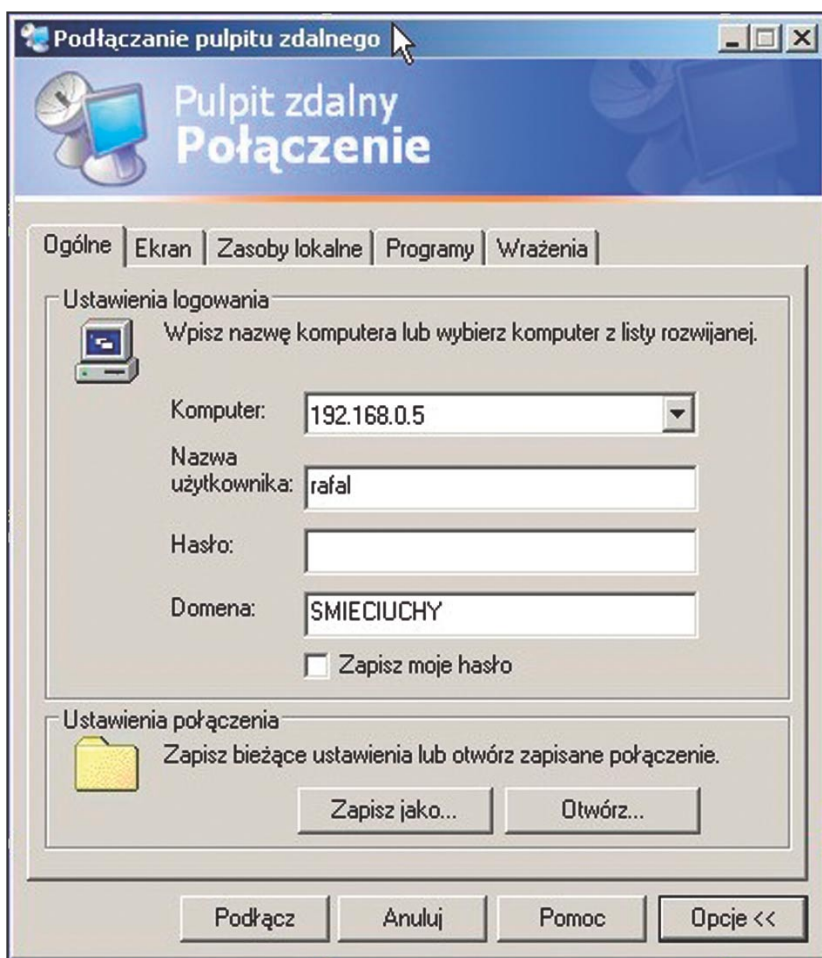 Podłączanie pulpitu zdalnego
Pulpit zdalny
Połączenie
Ogólne Ekran Zasoby lokalne Programy Wrażenia
Ustawienia logowania
Wpisz nazwę komputera lub wybierz komputer z listy rozwijanej.
Komputer: 192.168.0.5
Nazwa
użytkownika: rafal
Hasło:
Domena: SMIECIUCHY
Zapisz moje hasło
Ustawienia połączenia
Zapisz bieżące ustawienia lub otwórz zapisane połączenie.
Zapisz jako... Otwórz...
Podłącz Anuluj Pomoc Opcje <<